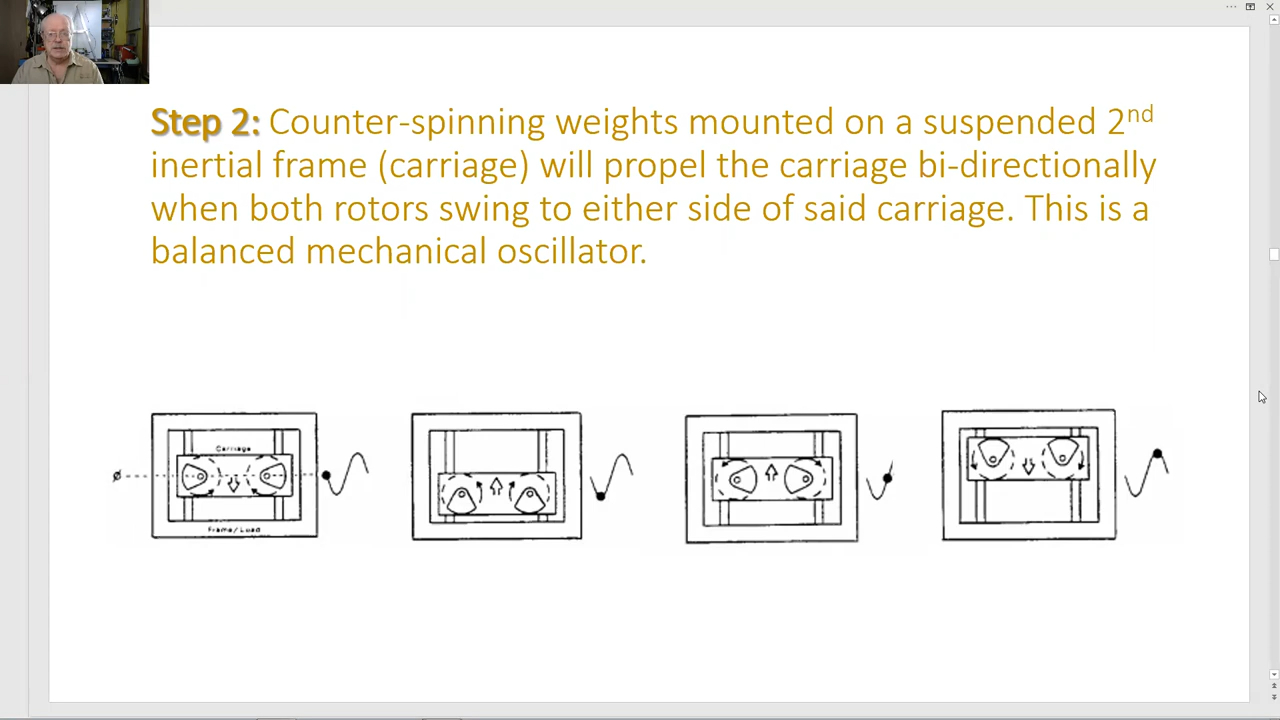 Step 2: Counter-spinning weights mounted on a suspended 2nd
inertial frame (carriage) will propel the carriage bi-directionally
when both rotors swing to either side of said carriage. This is a
balanced mechanical oscillator.
Carriage
ø
Frame/Load